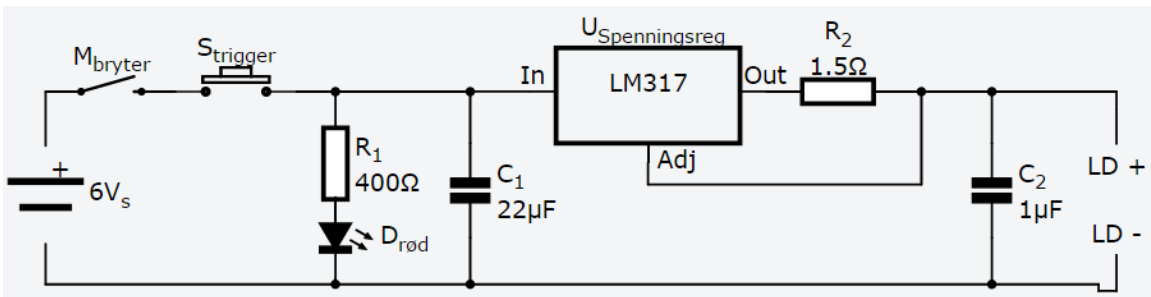 M_bryter
S_trigger
+
6V_s
R_1
400Ω
D_rød
C_1
22µF
U_Spenningsreg
In
LM317
Out
Adj
R_2
1.5Ω
C_2
1µF
LD +
LD -